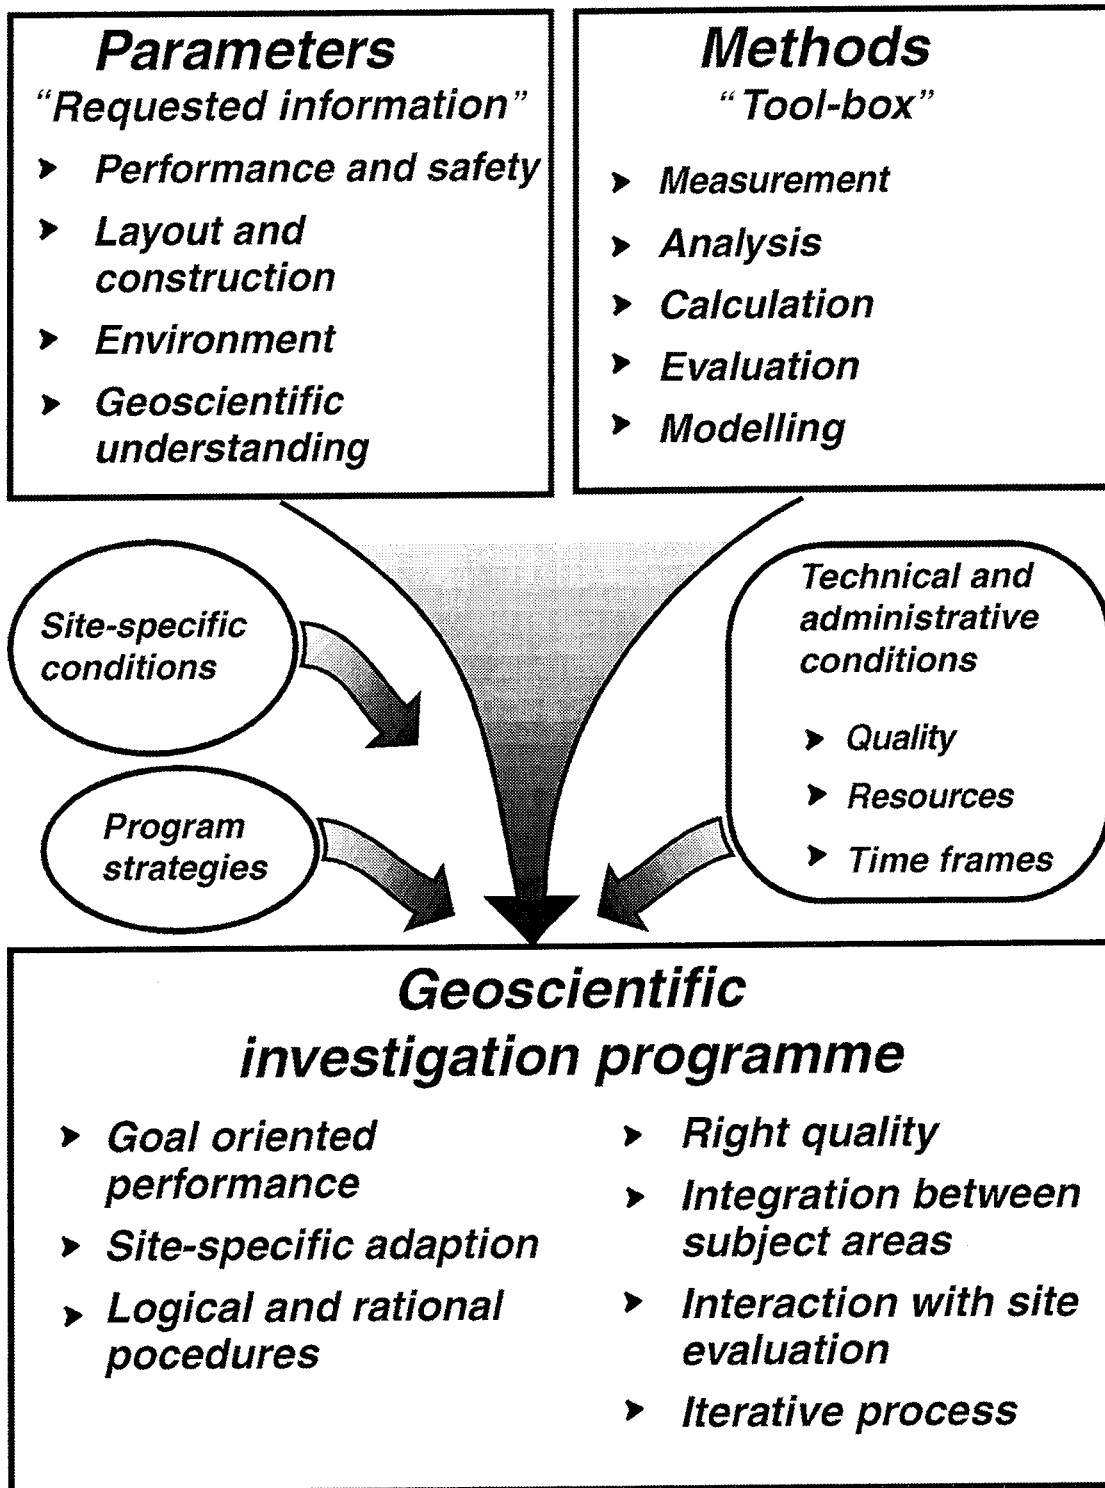 Parameters
“Requested information”
➤ Performance and safety
➤ Layout and
construction
➤ Environment
➤ Geoscientific
understanding
Methods
“Tool-box”
➤ Measurement
➤ Analysis
➤ Calculation
➤ Evaluation
➤ Modelling
Site-specific
conditions
Program
strategies
Technical and
administrative
conditions
➤ Quality
➤ Resources
➤ Time frames
Geoscientific
investigation programme
➤ Goal oriented
performance
➤ Site-specific adaption
➤ Logical and rational
pocedures
➤ Right quality
➤ Integration between
subject areas
➤ Interaction with site
evaluation
➤ Iterative process